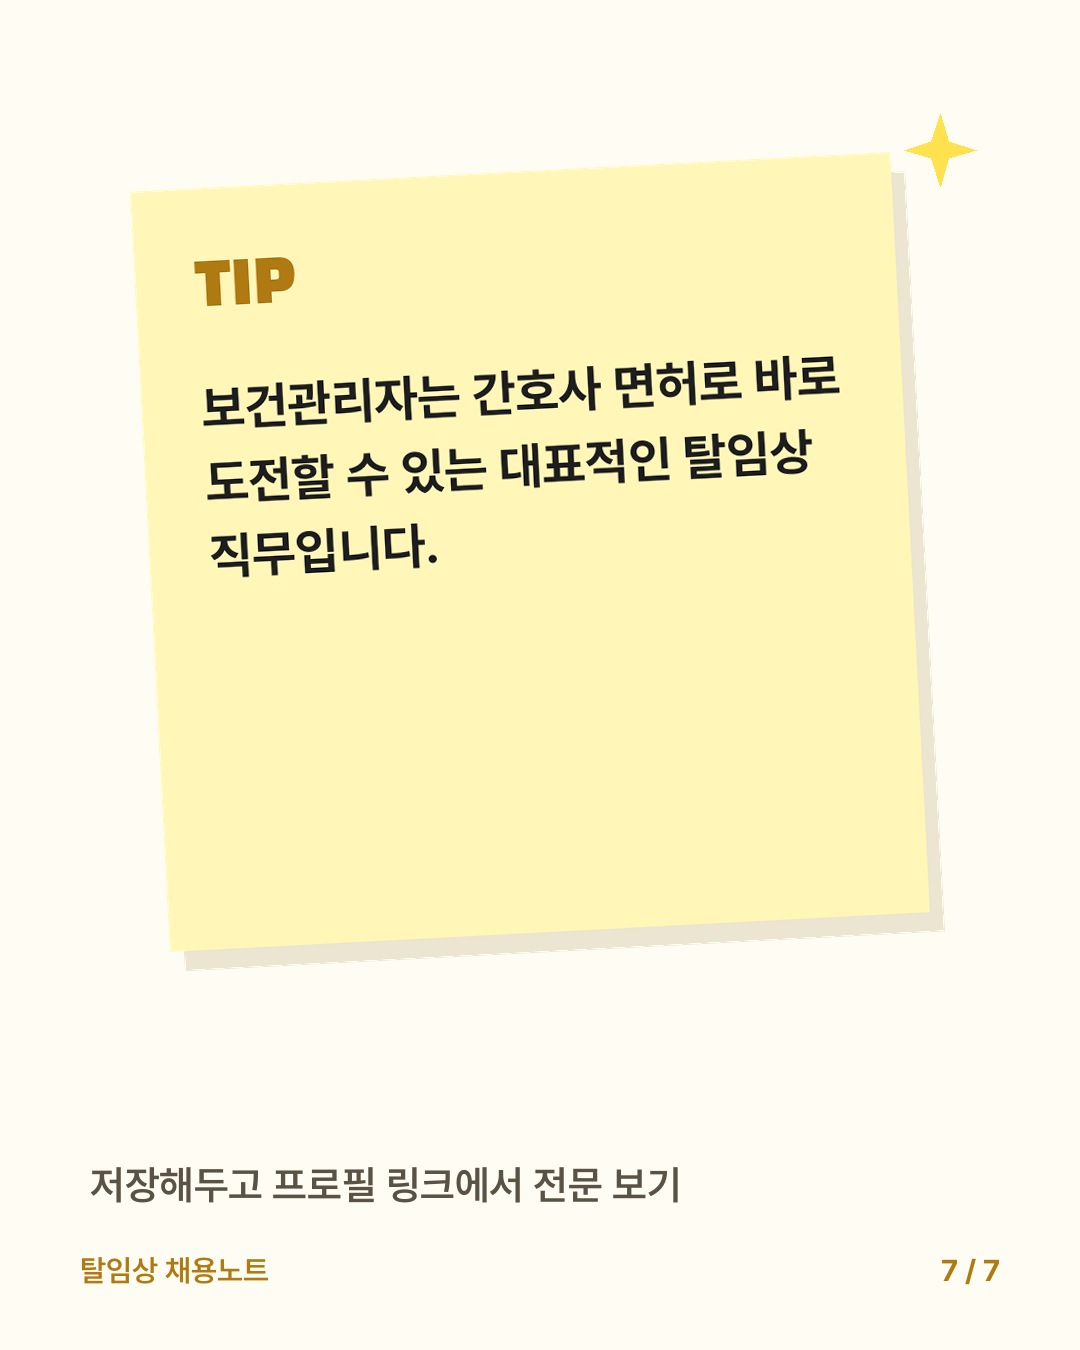 TIP
보건관리자는 간호사 면허로 바로
도전할 수 있는 대표적인 탈임상
직무입니다.
저장해두고 프로필 링크에서 전문 보기
탈임상 채용노트
7 / 7